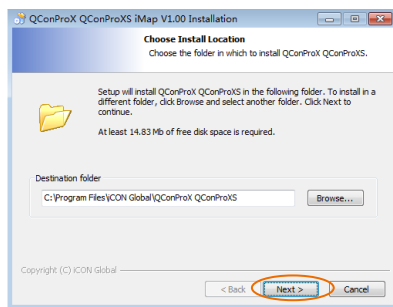 QConProX QConProXS iMap V1.00 Installation
Choose Install Location
Choose the folder in which to install QConProX QConProXS.
Setup will install QConProX QConProXS in the following folder. To install in a
different folder, click Browse and select another folder. Click Next to
continue.
At least 14.83 Mb of free disk space is required.
Destination folder
C:\Program Files\iCON Global\QConProX QConProXS
Browse...
Copyright (C) iCON Global
< Back
Next >
Cancel